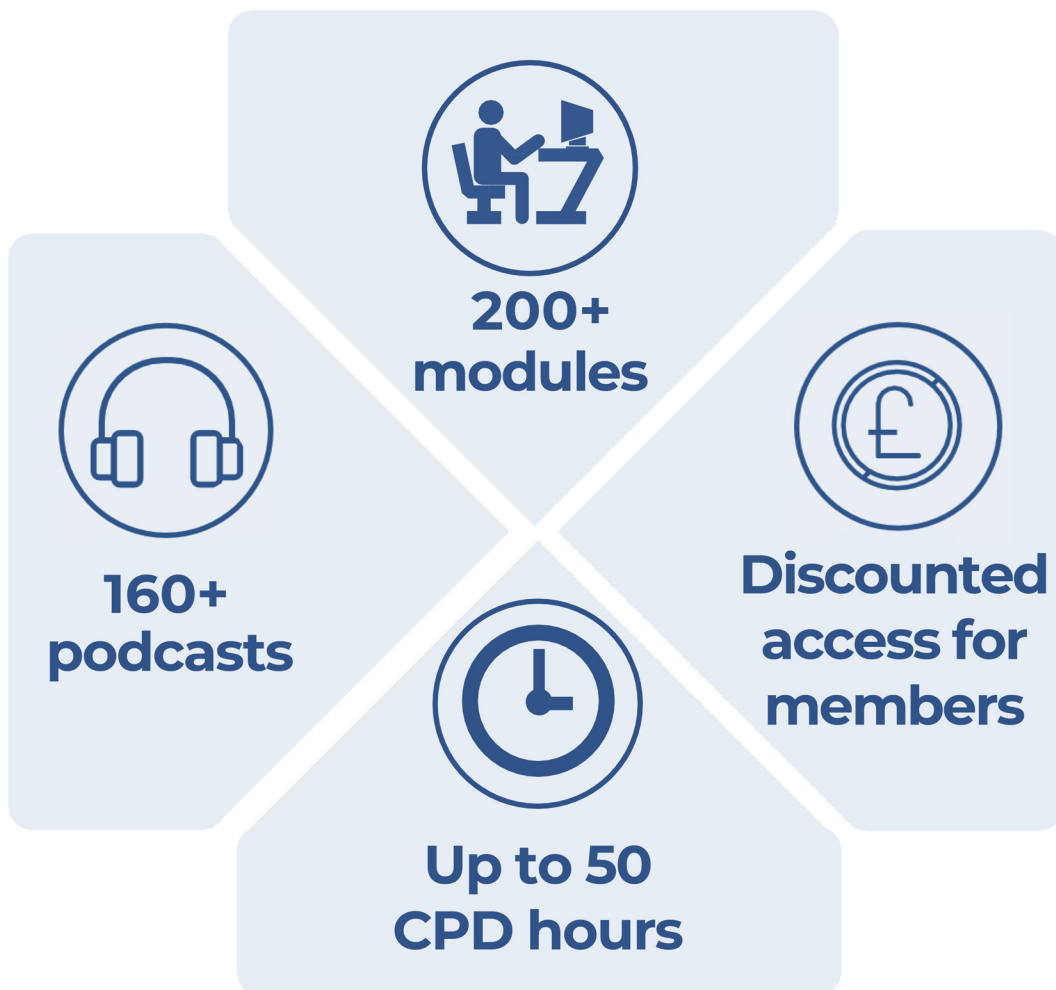 200+
modules
160+
podcasts
£
Discounted
access for
members
Up to 50
CPD hours